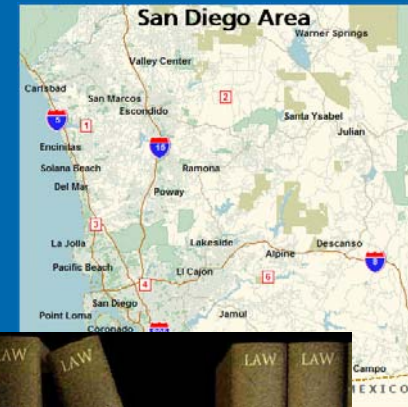 San Diego Area
Warner Springs
Valley Center
Carlsbad
San Marcos
2
Escondido
Santa Ysabel
5
1
Julian
Encinitas
15
Solana Beach
Ramona
Del Mar
Poway
3
La Jolla
Lakeside
Descanso
Alpine
8
Pacific Beach
El Cajon
6
4
San Diego
Point Loma
Jamul
Coronado
LAW
LAW
LAW
LAW
Campo
MEXICO